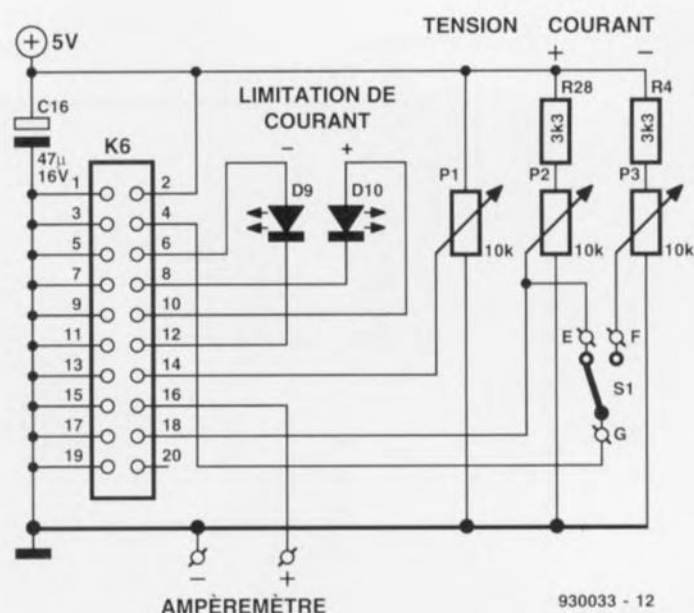 TENSION COURANT
+ 5V + −
C16 R28 R4
LIMITATION DE
COURANT
3k3 3k3
K6 − +
47µ
16V
P1 P2 P3
1 2 D9 D10
3 4
5 6 10k 10k 10k
7 8
9 10
11 12 E F
13 14
15 16 S1
17 18 G
19 20
− +
AMPÈREMÈTRE 930033 - 12